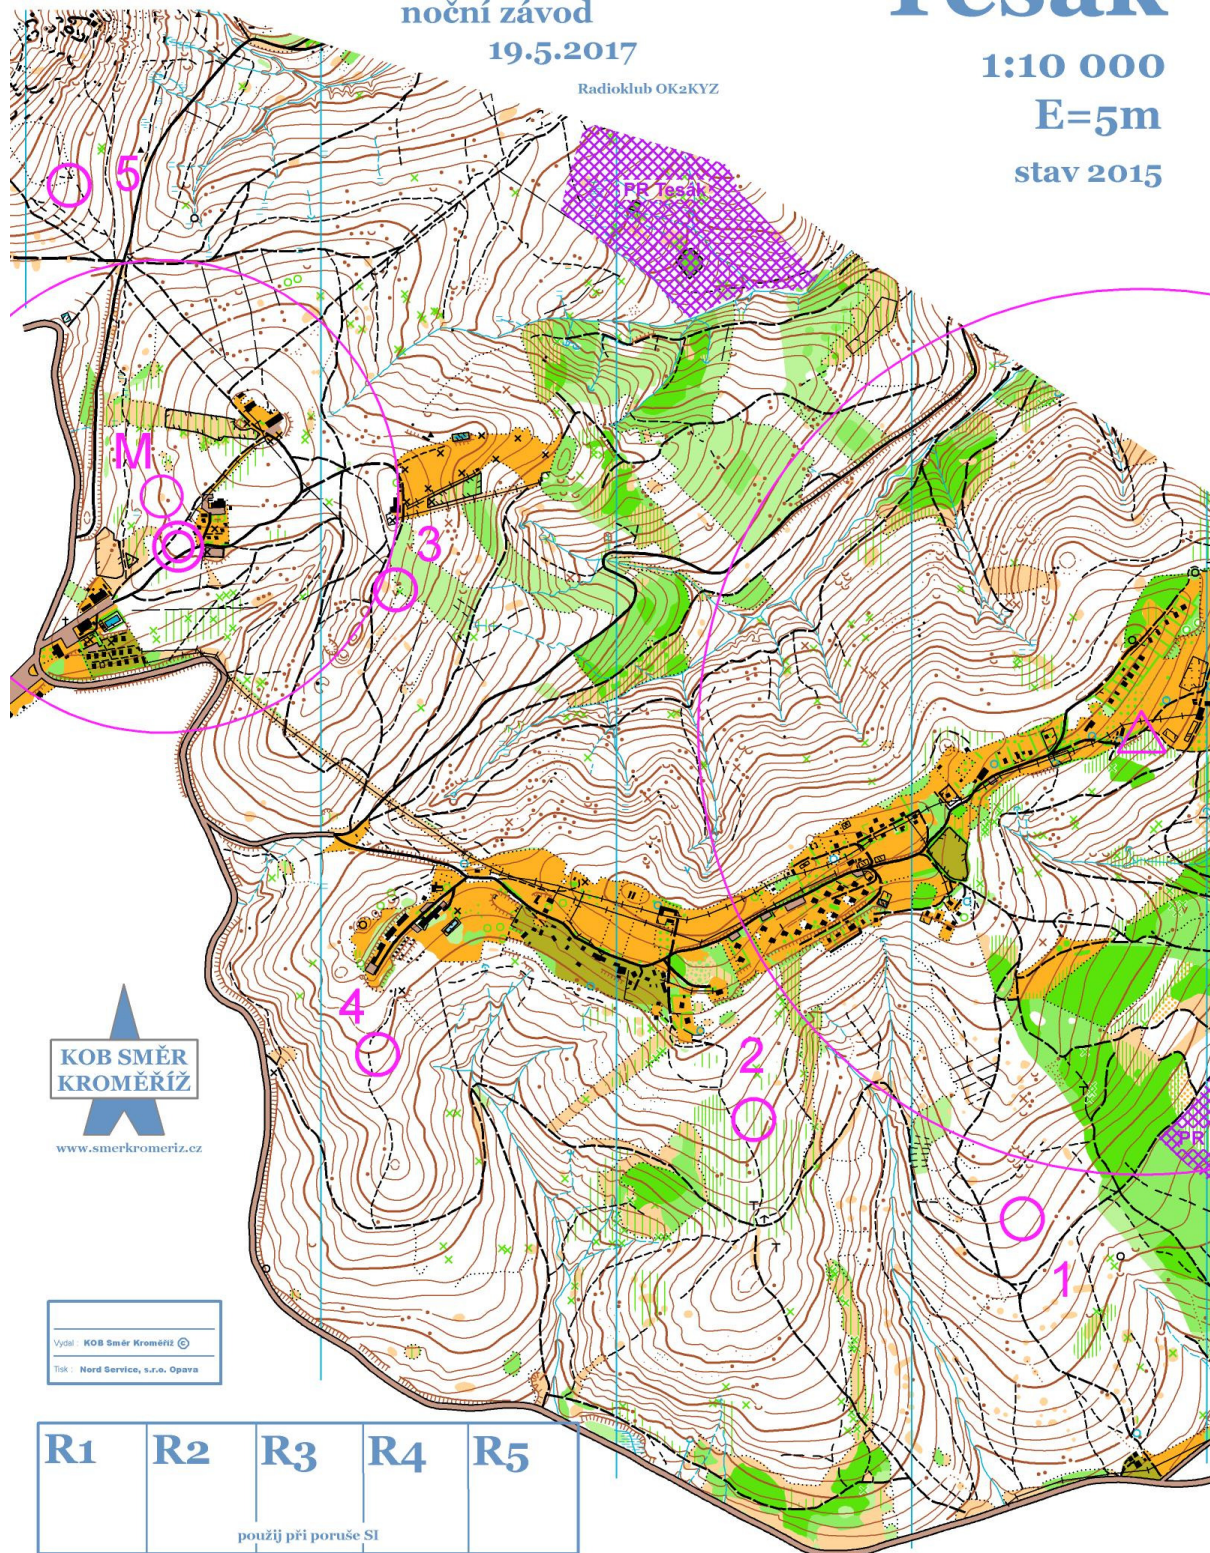 noční závod
Tesák
19.5.2017
1:10 000
Radioklub OK2KYZ
E=5m
stav 2015
5
PR Tesák
M
3
4
2
PR
1
KOB SMĚR
KROMĚŘÍŽ
www.smerkromeriz.cz
Vydal : KOB Směr Kroměříž ©
Tisk : Nord Service, s.r.o. Opava
R1 R2 R3 R4 R5
použij při poruše SI